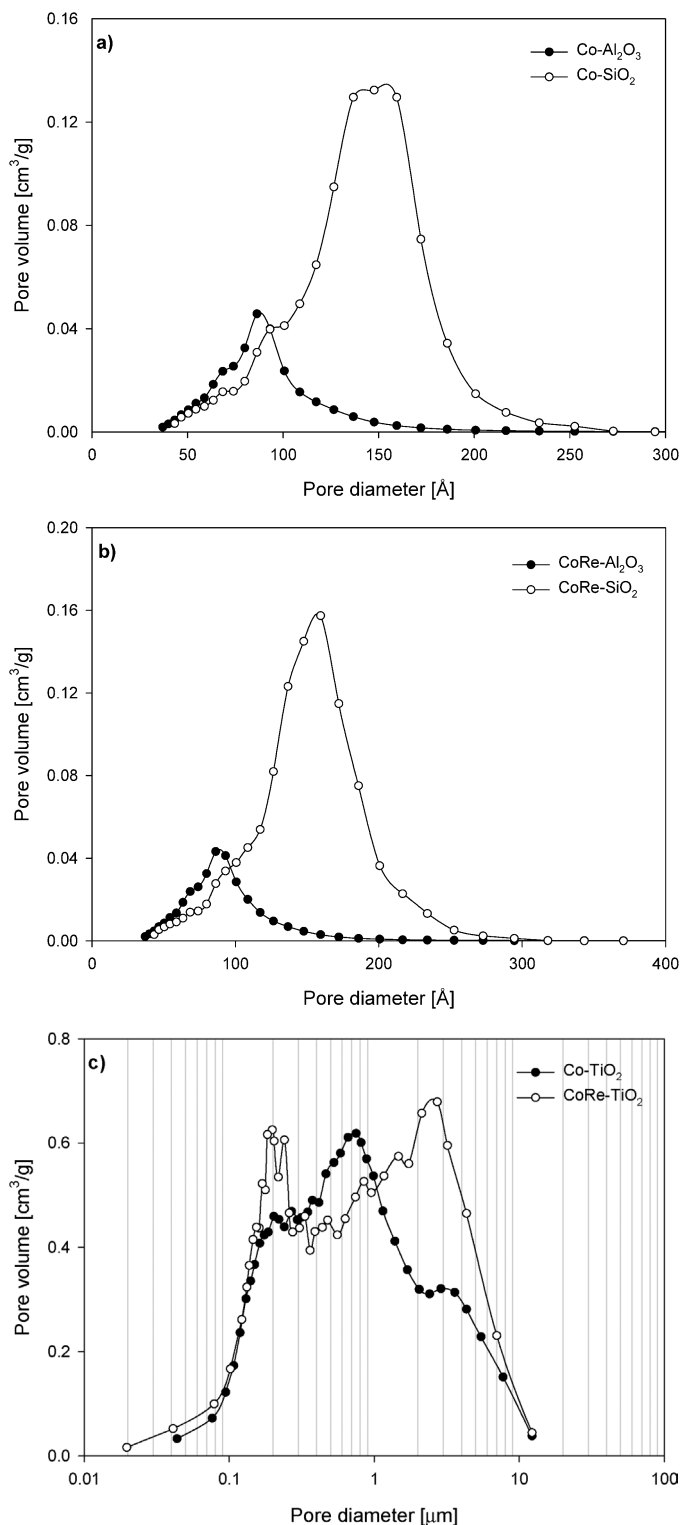 a)
Co-Al₂O₃
Co-SiO₂
Pore volume [cm³/g]
0.16
0.12
0.08
0.04
0.00
0 50 100 150 200 250 300
Pore diameter [Å]
b)
CoRe-Al₂O₃
CoRe-SiO₂
Pore volume [cm³/g]
0.20
0.16
0.12
0.08
0.04
0.00
0 100 200 300 400
Pore diameter [Å]
c)
Co-TiO₂
CoRe-TiO₂
Pore volume [cm³/g]
0.8
0.6
0.4
0.2
0.0
0.01 0.1 1 10 100
Pore diameter [μm]